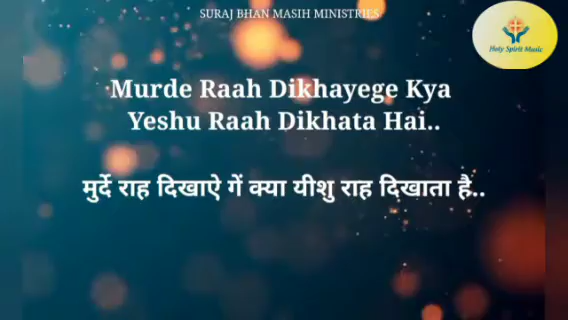 SURAJ BHAN MASIH MINISTRIES
Holy Spirit Music
Murde Raah Dikhayege Kya
Yeshu Raah Dikhata Hai..
मुर्दे राह दिखाऐ गें क्या यीशु राह दिखाता है..